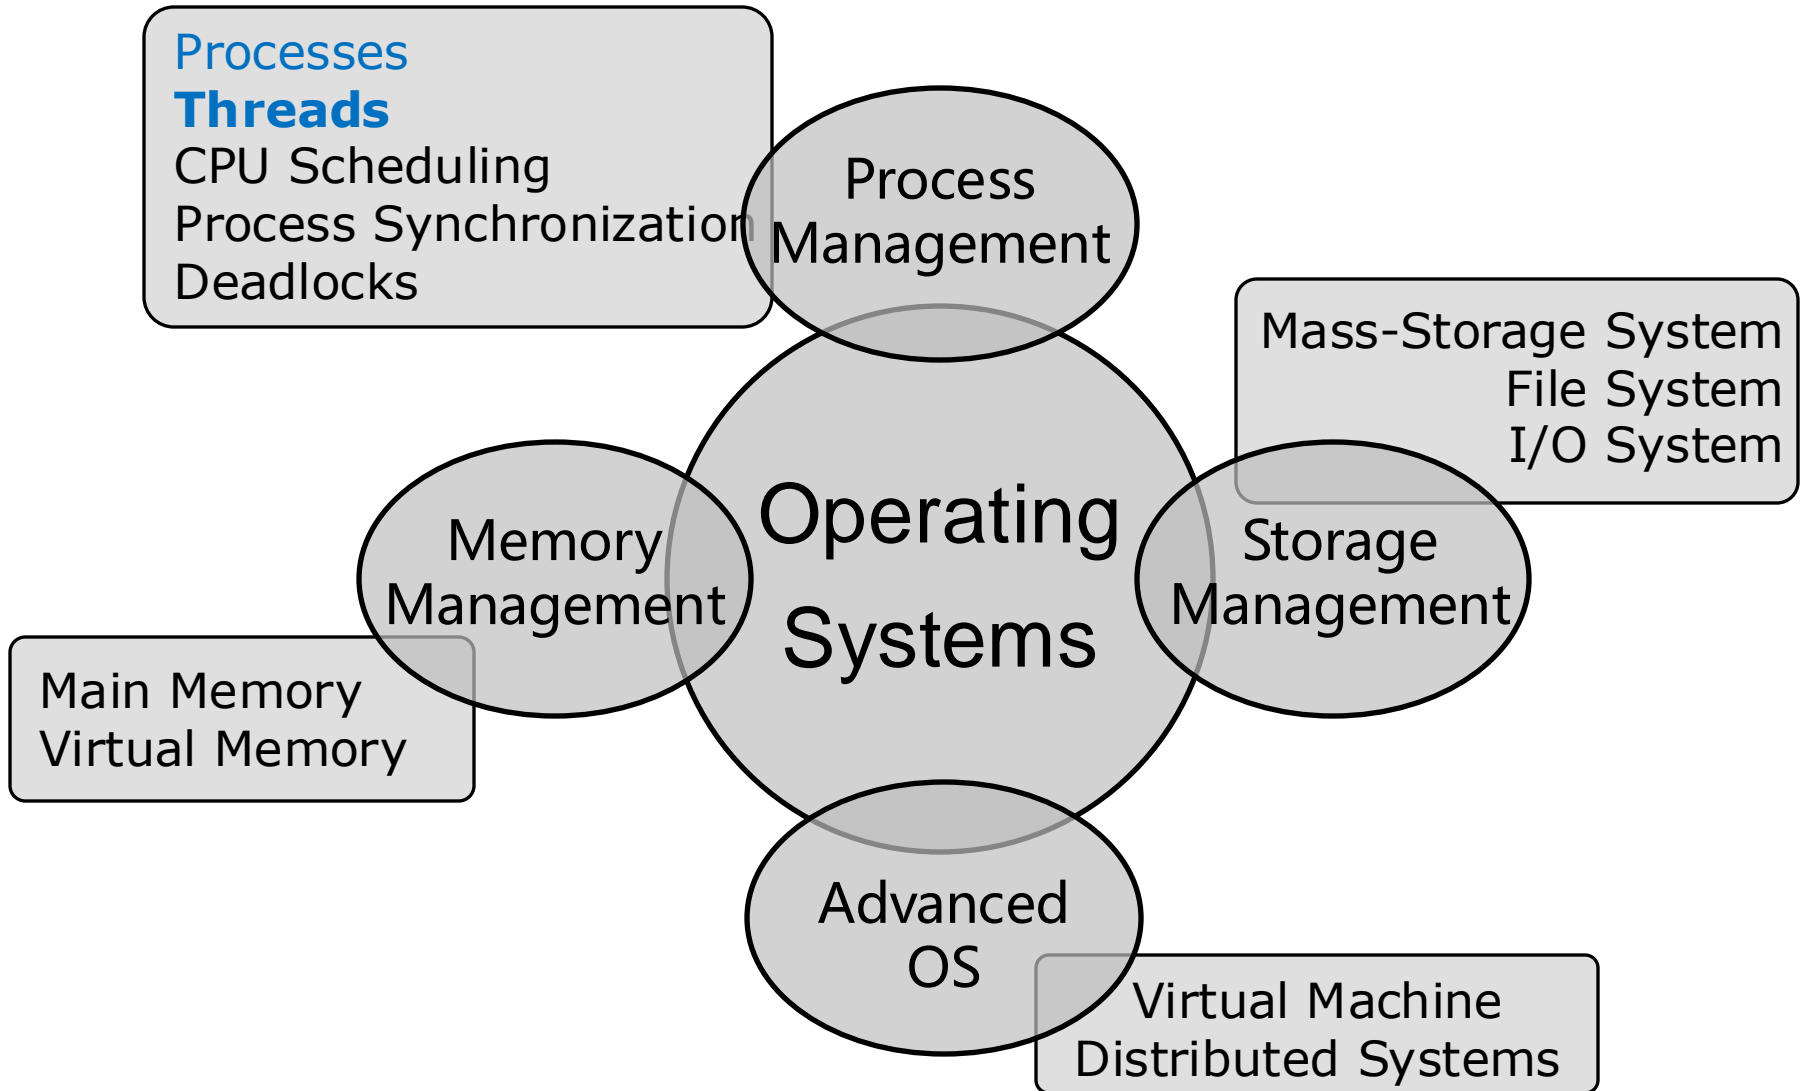 Processes
Threads
CPU Scheduling
Process Synchronization
Deadlocks
Process
Management
Mass-Storage System
File System
I/O System
Operating
Systems
Memory
Management
Storage
Management
Main Memory
Virtual Memory
Advanced
OS
Virtual Machine
Distributed Systems